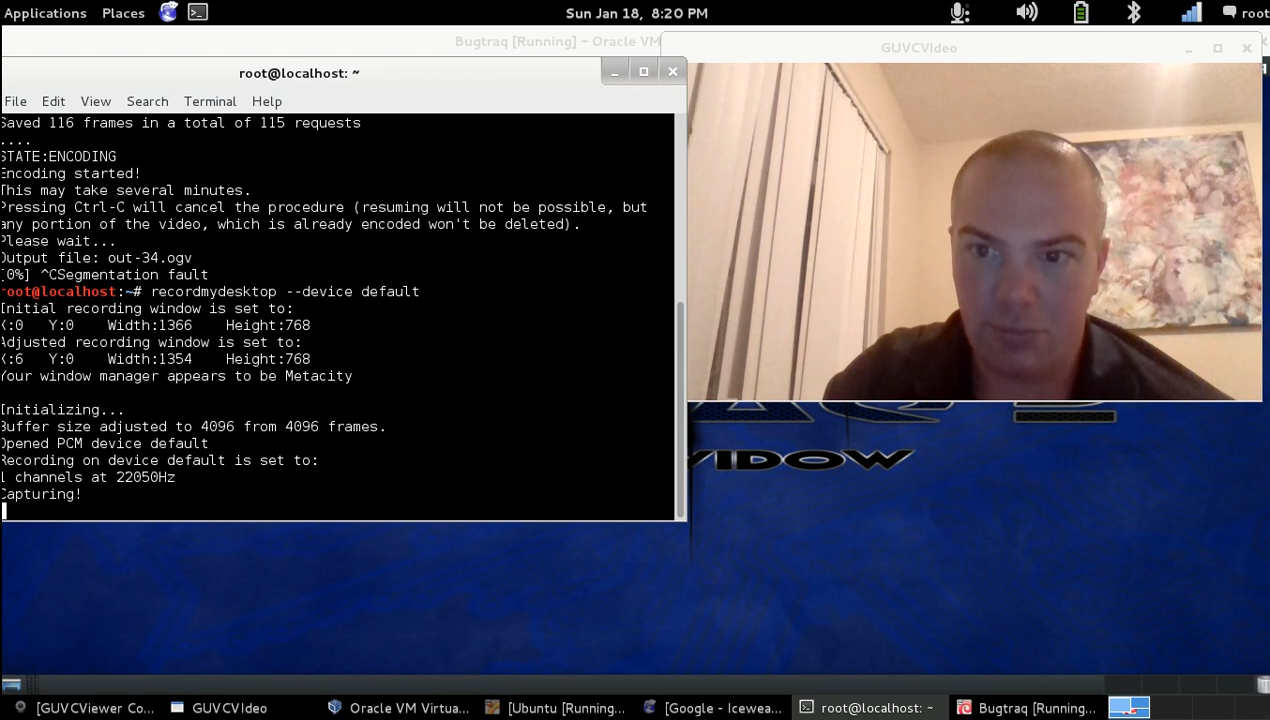 Applications Places Sun Jan 18, 8:20 PM root
Bugtraq [Running] - Oracle VM
GUVCVIdeo
root@localhost: ~
File Edit View Search Terminal Help
Saved 116 frames in a total of 115 requests
....
STATE:ENCODING
Encoding started!
This may take several minutes.
Pressing Ctrl-C will cancel the procedure (resuming will not be possible, but
any portion of the video, which is already encoded won't be deleted).
Please wait...
Output file: out-34.ogv
[0%] ^CSegmentation fault
root@localhost:~# recordmydesktop --device default
Initial recording window is set to:
X:0 Y:0 Width:1366 Height:768
Adjusted recording window is set to:
X:6 Y:0 Width:1354 Height:768
Your window manager appears to be Metacity
Initializing...
Buffer size adjusted to 4096 from 4096 frames.
Opened PCM device default
Recording on device default is set to:
1 channels at 22050Hz
Capturing!
WIDOW
[GUVCViewer Co... GUVCVIdeo Oracle VM Virtua... [Ubuntu [Running... [Google - Icewea... root@localhost: ~ Bugtraq [Running...